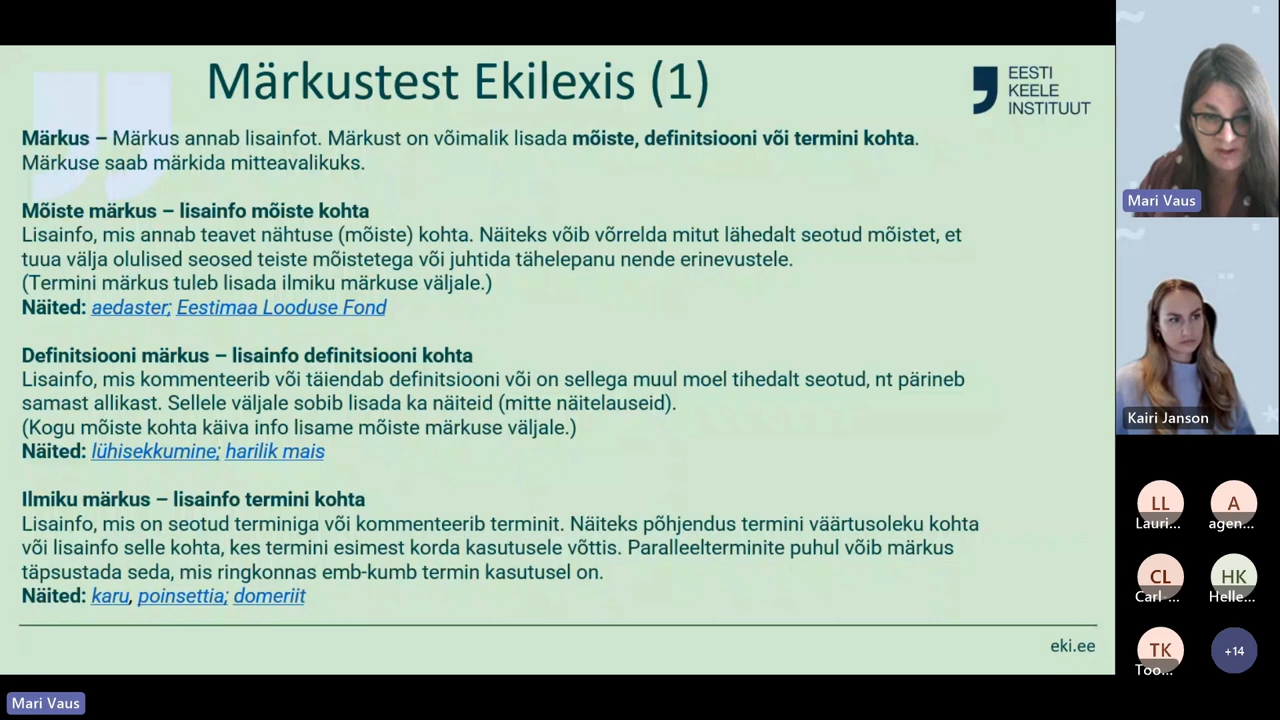 Märkustest Ekilexis (1)
EESTI
KEELE
INSTITUUT
Märkus – Märkus annab lisainfot. Märkust on võimalik lisada mõiste, definitsiooni või termini kohta.
Märkuse saab märkida mitteavalikuks.
Mõiste märkus – lisainfo mõiste kohta
Lisainfo, mis annab teavet nähtuse (mõiste) kohta. Näiteks võib võrrelda mitut lähedalt seotud mõistet, et
tuua välja olulised seosed teiste mõistetega või juhtida tähelepanu nende erinevustele.
(Termini märkus tuleb lisada ilmiku märkuse väljale.)
Näited: aedaster; Eestimaa Looduse Fond
Definitsiooni märkus – lisainfo definitsiooni kohta
Lisainfo, mis kommenteerib või täiendab definitsiooni või on sellega muul moel tihedalt seotud, nt pärineb
samast allikast. Sellele väljale sobib lisada ka näiteid (mitte näitelauseid).
(Kogu mõiste kohta käiva info lisame mõiste märkuse väljale.)
Näited: lühisekkumine; harilik mais
Ilmiku märkus – lisainfo termini kohta
Lisainfo, mis on seotud terminiga või kommenteerib terminit. Näiteks põhjendus termini väärtusoleku kohta
või lisainfo selle kohta, kes termini esimest korda kasutusele võttis. Paralleelterminite puhul võib märkus
täpsustada seda, mis ringkonnas emb-kumb termin kasutusel on.
Näited: karu, poinsettia; domeriit
eki.ee
Mari Vaus
Mari Vaus
Kairi Janson
LL
Lauri...
A
agen...
CL
Carl-...
HK
Helle...
TK
Too...
+14